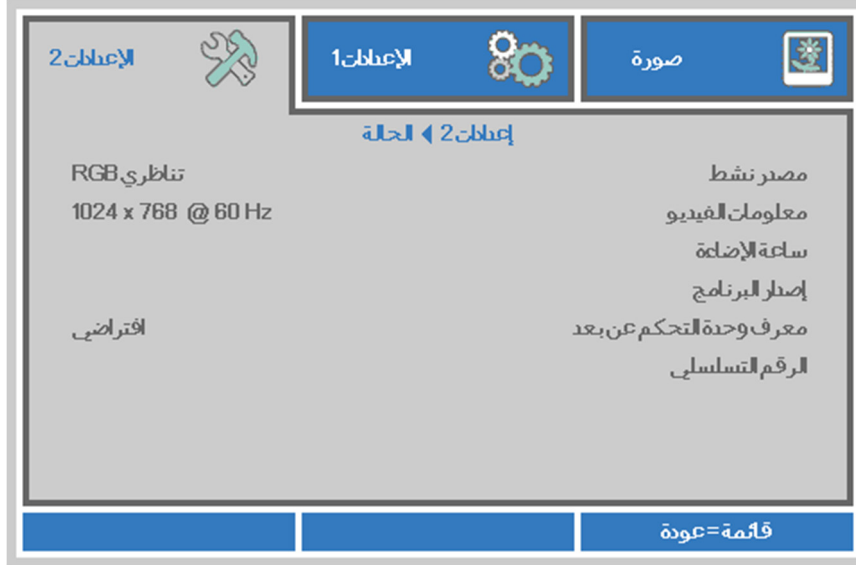 صورة
الإعدادات1
الإعدادات2
إعدادات2 ◀ الحالة
مصدر نشط تناظري RGB
معلومات الفيديو 1024 x 768 @ 60 Hz
ساعة الإضاءة
إصدار البرنامج
معرف وحدة التحكم عن بعد افتراضي
الرقم التسلسلي
قائمة=عودة